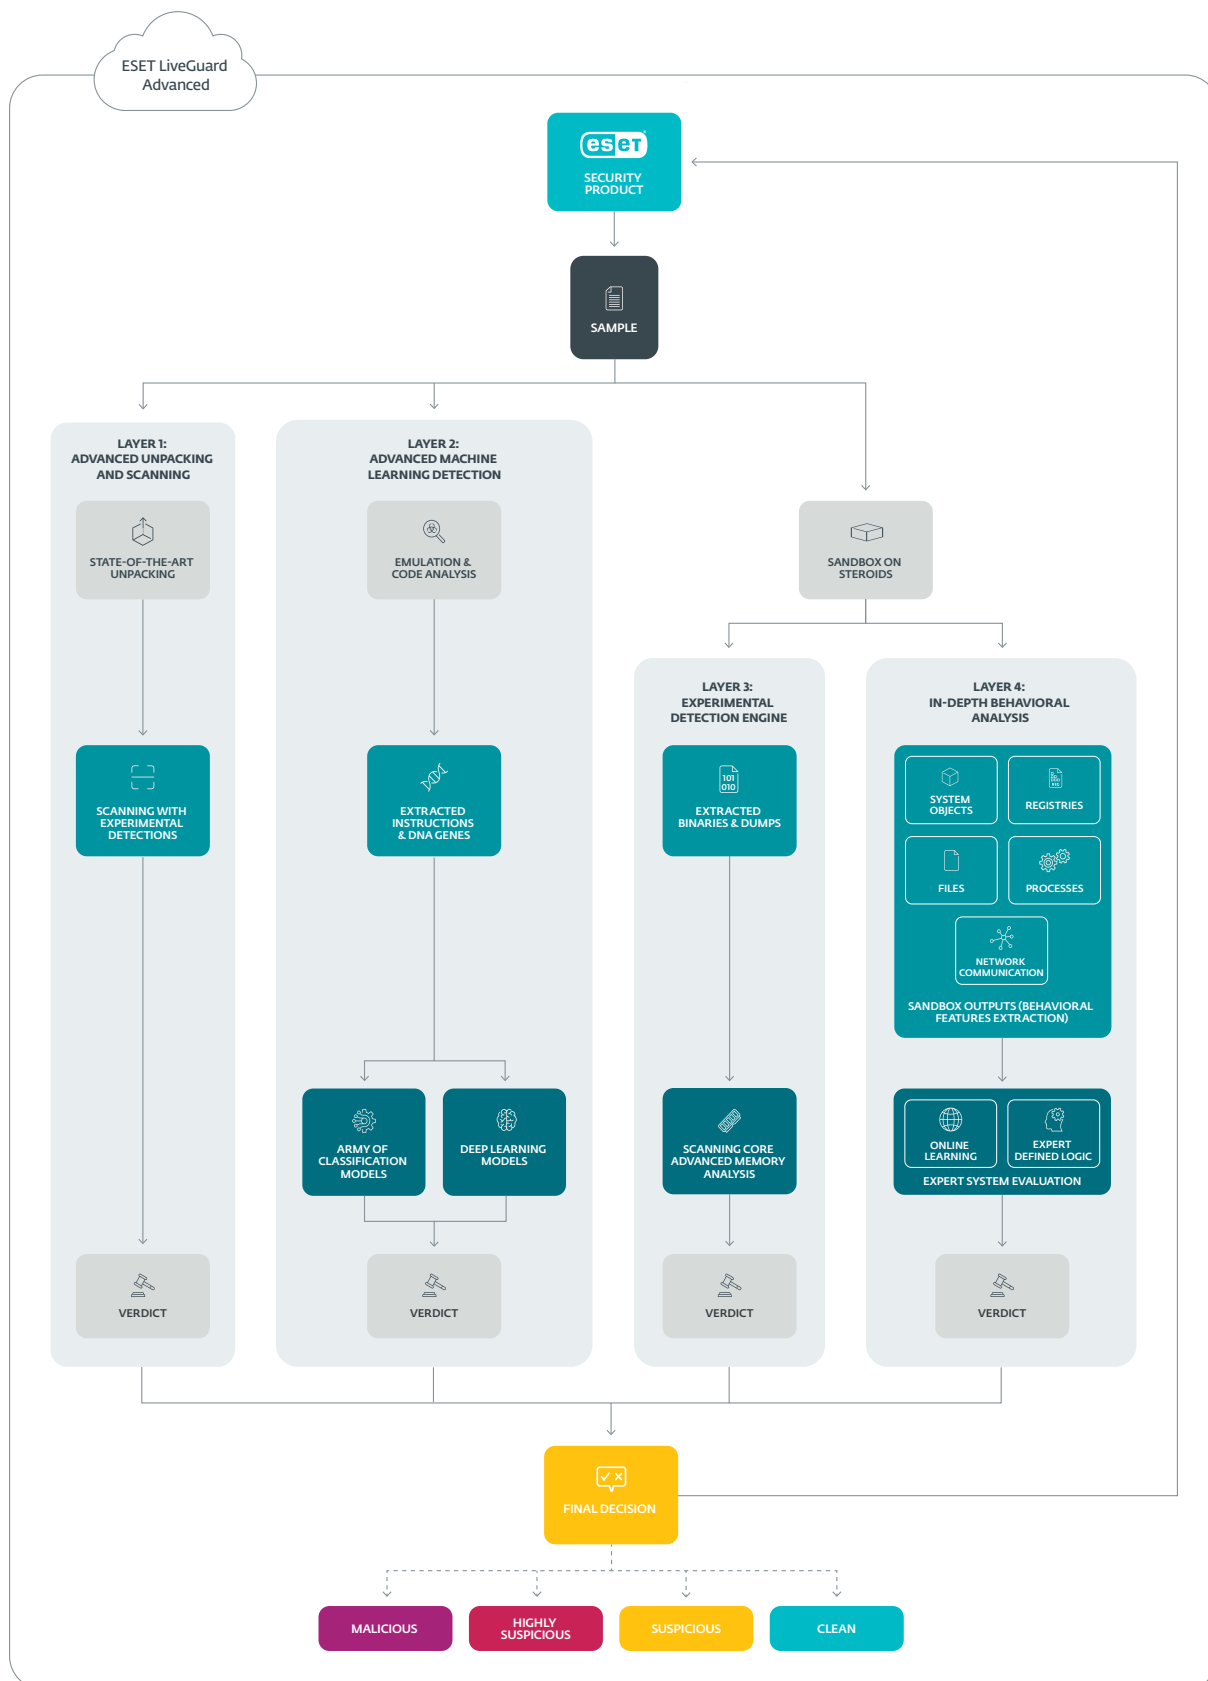 ESET LiveGuard
Advanced
eseT
SECURITY
PRODUCT
SAMPLE
LAYER 1:
ADVANCED UNPACKING
AND SCANNING
STATE-OF-THE-ART
UNPACKING
SCANNING WITH
EXPERIMENTAL
DETECTIONS
VERDICT
LAYER 2:
ADVANCED MACHINE
LEARNING DETECTION
EMULATION &
CODE ANALYSIS
EXTRACTED
INSTRUCTIONS
& DNA GENES
ARMY OF
CLASSIFICATION
MODELS
DEEP LEARNING
MODELS
VERDICT
SANDBOX ON
STEROIDS
LAYER 3:
EXPERIMENTAL
DETECTION ENGINE
101
010
EXTRACTED
BINARIES & DUMPS
SCANNING CORE
ADVANCED MEMORY
ANALYSIS
VERDICT
LAYER 4:
IN-DEPTH BEHAVIORAL
ANALYSIS
SYSTEM
OBJECTS
REGISTRIES
FILES
PROCESSES
NETWORK
COMMUNICATION
SANDBOX OUTPUTS (BEHAVIORAL
FEATURES EXTRACTION)
ONLINE
LEARNING
EXPERT
DEFINED LOGIC
EXPERT SYSTEM EVALUATION
VERDICT
FINAL DECISION
MALICIOUS
HIGHLY
SUSPICIOUS
SUSPICIOUS
CLEAN